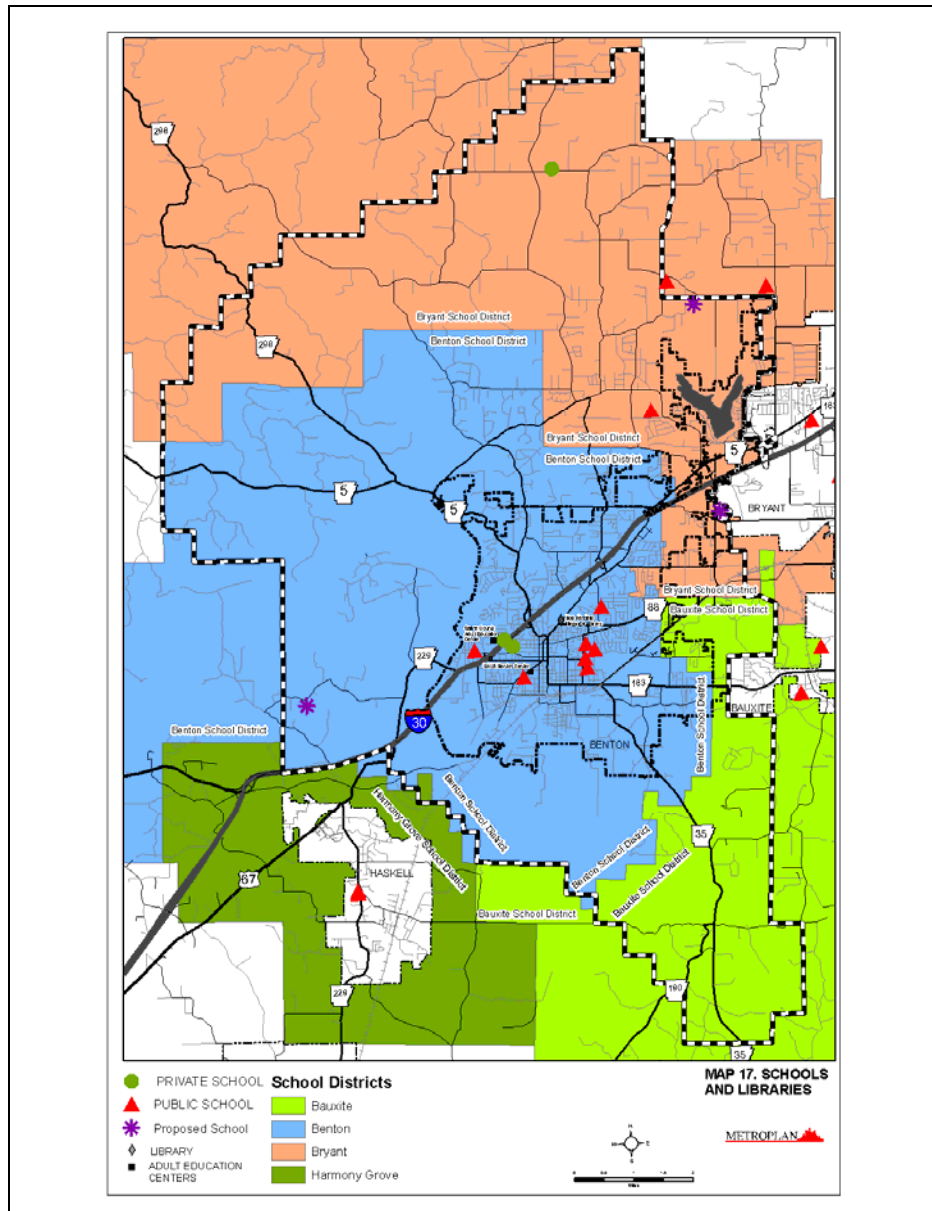 298
Bryant School District
Benton School District
298
Bryant School District
Benton School District
183
5
5
5
BRYANT
Bryant School District
Bauxite School District
88
229
183
BAUXITE
Benton School District
30
Benton School District
BENTON
Benton School District
Harmony Grove School District
35
67
HASKELL
Benton School District
Bauxite School District
Bauxite School District
229
190
35
PRIVATE SCHOOL
PUBLIC SCHOOL
Proposed School
LIBRARY
ADULT EDUCATION
CENTERS
School Districts
Bauxite
Benton
Bryant
Harmony Grove
N
W
E
S
Miles
MAP 17. SCHOOLS
AND LIBRARIES
METROPLAN